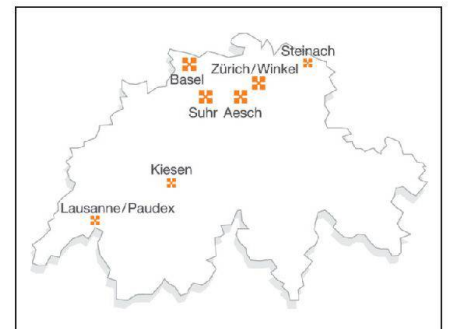 Steinach
Zürich/Winkel
Basel
Suhr Aesch
Kiesen
Lausanne/Paudex